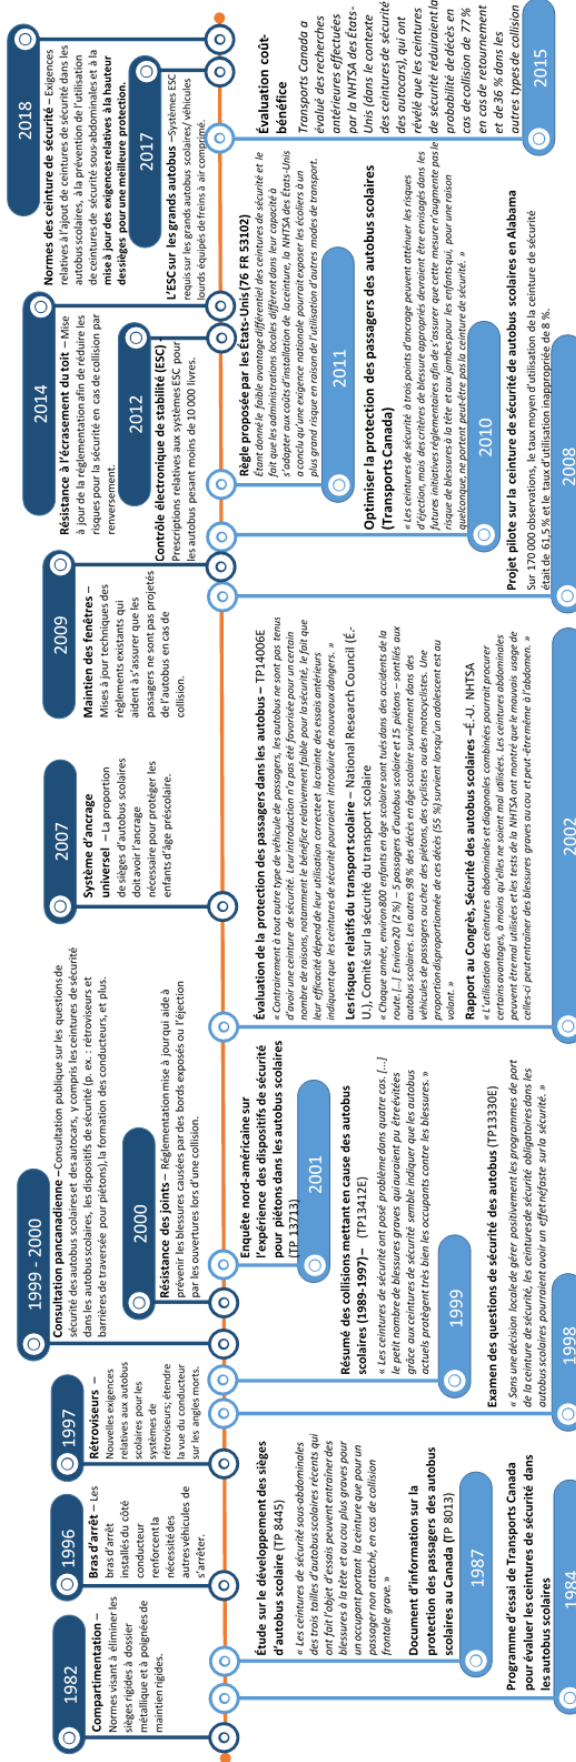 1982
Compartimentation –
Normes visant à éliminer les
sièges rigides à dossier
métallique et à poignées de
maintien rigides.
1996
Bras d'arrêt – Les
bras d'arrêt
installés du côté
conducteur
renforcent la
nécessité des
autres véhicules de
s'arrêter.
1997
Rétroviseurs –
Nouvelles exigences
relatives aux autobus
scolaires pour les
systèmes de
rétroviseurs; étendre
la vue du conducteur
sur les angles morts.
1999 - 2000
Consultation pancanadienne – Consultation publique sur les questions de
sécurité des autobus scolaires et des autocars, y compris les ceintures de sécurité
dans les autobus scolaires, les dispositifs de sécurité (p. ex. : rétroviseurs et
barrières de traversée pour piétons), la formation des conducteurs, et plus.
2000
Résistance des joints – Réglementation mise à jour qui aide à
prévenir les blessures causées par des bords exposés ou l'éjection
par les ouvertures lors d'une collision.
2007
Système d'ancrage
universel – La proportion
de sièges d'autobus scolaires
doit avoir l'ancrage
nécessaire pour protéger les
enfants d'âge préscolaire.
2009
Maintien des fenêtres –
Mises à jour techniques des
règlements existants qui
aident à s'assurer que les
passagers ne sont pas projetés
de l'autobus en cas de
collision.
2014
Résistance à l'écrasement du toit – Mise
à jour de la réglementation afin de réduire les
risques pour la sécurité en cas de collision par
renversement.
2012
Contrôle électronique de stabilité (ESC) -
Prescriptions relatives aux systèmes ESC pour
les autobus pesant moins de 10 000 livres.
2018
Normes des ceinture de sécurité – Exigences
relatives à l'ajout de ceintures de sécurité dans les
autobus scolaires, à la prévention de l'utilisation
de ceintures de sécurité sous-abdominales et à la
mise à jour des exigences relatives à la hauteur
des sièges pour une meilleure protection.
2017
L'ESC sur les grands autobus – Systèmes ESC
requis sur les grands autobus scolaires/ véhicules
lourds équipés de freins à air comprimé.
Étude sur le développement des sièges
d'autobus scolaire (TP 8445)
« Les ceintures de sécurité sous-abdominales
des trois tailles d'autobus scolaires récents qui
ont fait l'objet d'essais peuvent entraîner des
blessures à la tête et au cou plus graves pour
un occupant portant la ceinture que pour un
passager non attaché, en cas de collision
frontale grave. »
Document d'information sur la
protection des passagers des autobus
scolaires au Canada (TP 8013)
1987
Programme d'essai de Transports Canada
pour évaluer les ceintures de sécurité dans
les autobus scolaires
1984
Enquête nord-américaine sur
l'expérience des dispositifs de sécurité
pour piétons dans les autobus scolaires
(TP 13713)
2001
Résumé des collisions mettant en cause des autobus
scolaires (1989-1997) – (TP13412E)
« Les ceintures de sécurité ont posé problème dans quatre cas. [...]
le petit nombre de blessures graves qui auraient pu être évitées
grâce aux ceintures de sécurité semble indiquer que les autobus
actuels protègent très bien les occupants contre les blessures. »
1999
Examen des questions de sécurité des autobus (TP13330E)
« Sans une décision locale de gérer positivement les programmes de port
de la ceinture de sécurité, les ceintures de sécurité obligatoires dans les
autobus scolaires pourraient avoir un effet néfaste sur la sécurité. »
1998
Évaluation de la protection des passagers dans les autobus – TP14006E
« Contrairement à tout autre type de véhicule de passagers, les autobus ne sont pas tenus
d'avoir une ceinture de sécurité. Leur introduction n'a pas été favorisée pour un certain
nombre de raisons, notamment le bénéfice relativement faible pour la sécurité, le fait que
leur efficacité dépend de leur utilisation correcte et la crainte des essais antérieurs
indiquent que les ceintures de sécurité pourraient introduire de nouveaux dangers. »
Les risques relatifs du transport scolaire – National Research Council (É.-
U.), Comité sur la sécurité du transport scolaire
« Chaque année, environ 800 enfants en âge scolaire sont tués dans des accidents de la
route. [...] Environ 20 (2 %) – 5 passagers d'autobus scolaire et 15 piétons – sont liés aux
autobus scolaires. Les autres 98 % des décès en âge scolaire surviennent dans des
véhicules de passagers ou chez des piétons, des cyclistes ou des motocyclistes. Une
proportion disproportionnée de ces décès (55 %) survient lorsqu'un adolescent est au
volant. »
Rapport au Congrès, Sécurité des autobus scolaires – É.-U. NHTSA
« L'utilisation des ceintures abdominales et diagonales combinées pourrait procurer
certains avantages, à moins qu'elles ne soient mal utilisées. Les ceintures abdominales
peuvent être mal utilisées et les tests de la NHTSA ont montré que le mauvais usage de
celles-ci peut entraîner des blessures graves au cou et peut-être même à l'abdomen. »
2002
Règle proposée par les États-Unis (76 FR 53102)
Étant donné le faible avantage différentiel des ceintures de sécurité et le
fait que les administrations locales diffèrent dans leur capacité à
s'adapter aux coûts d'installation de la ceinture, la NHTSA des États-Unis
a conclu qu'une exigence nationale pourrait exposer les écoliers à un
plus grand risque en raison de l'utilisation d'autres modes de transport.
2011
Optimiser la protection des passagers des autobus scolaires
(Transports Canada)
« Les ceintures de sécurité à trois points d'ancrage peuvent atténuer les risques
d'éjection, mais des critères de blessure appropriés devraient être envisagés dans les
futures initiatives réglementaires afin de s'assurer que cette mesure n'augmente pas le
risque de blessures à la tête et aux jambes pour les enfants qui, pour une raison
quelconque, ne portent peut-être pas la ceinture de sécurité. »
2010
Projet pilote sur la ceinture de sécurité de autobus scolaires en Alabama
Sur 170 000 observations, le taux moyen d'utilisation de la ceinture de sécurité
était de 61,5 % et le taux d'utilisation inappropriée de 8 %.
2008
Évaluation coût-
bénéfice
Transports Canada a
évalué des recherches
antérieures effectuées
par la NHTSA des États-
Unis (dans le contexte
des ceintures de sécurité
des autocars), qui ont
révélé que les ceintures
de sécurité réduiraient la
probabilité de décès en
cas de collision de 77 %
en cas de retournement
et de 36 % dans les
autres types de collision
2015